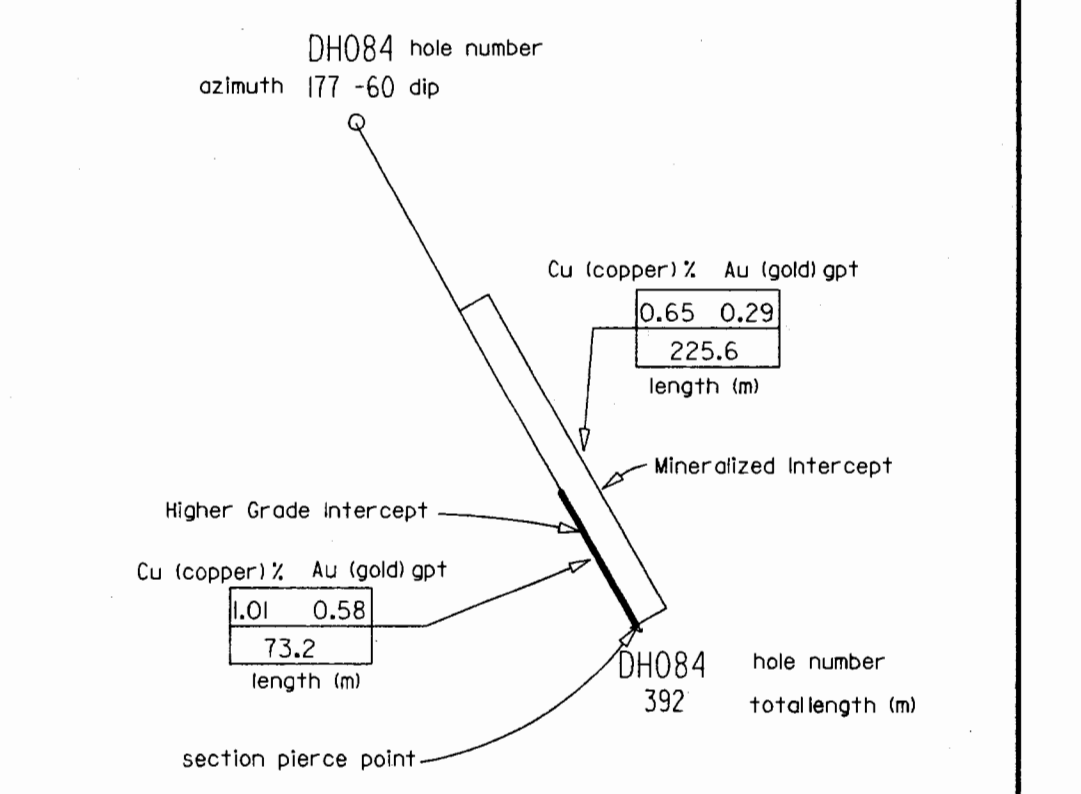 DH084 hole number
azimuth 177 -60 dip
Cu (copper) % Au (gold) gpt
0.65 0.29
225.6
length (m)
Mineralized Intercept
Higher Grade Intercept
Cu (copper) % Au (gold) gpt
1.01 0.58
73.2
length (m)
DH084 hole number
392 total length (m)
section pierce point